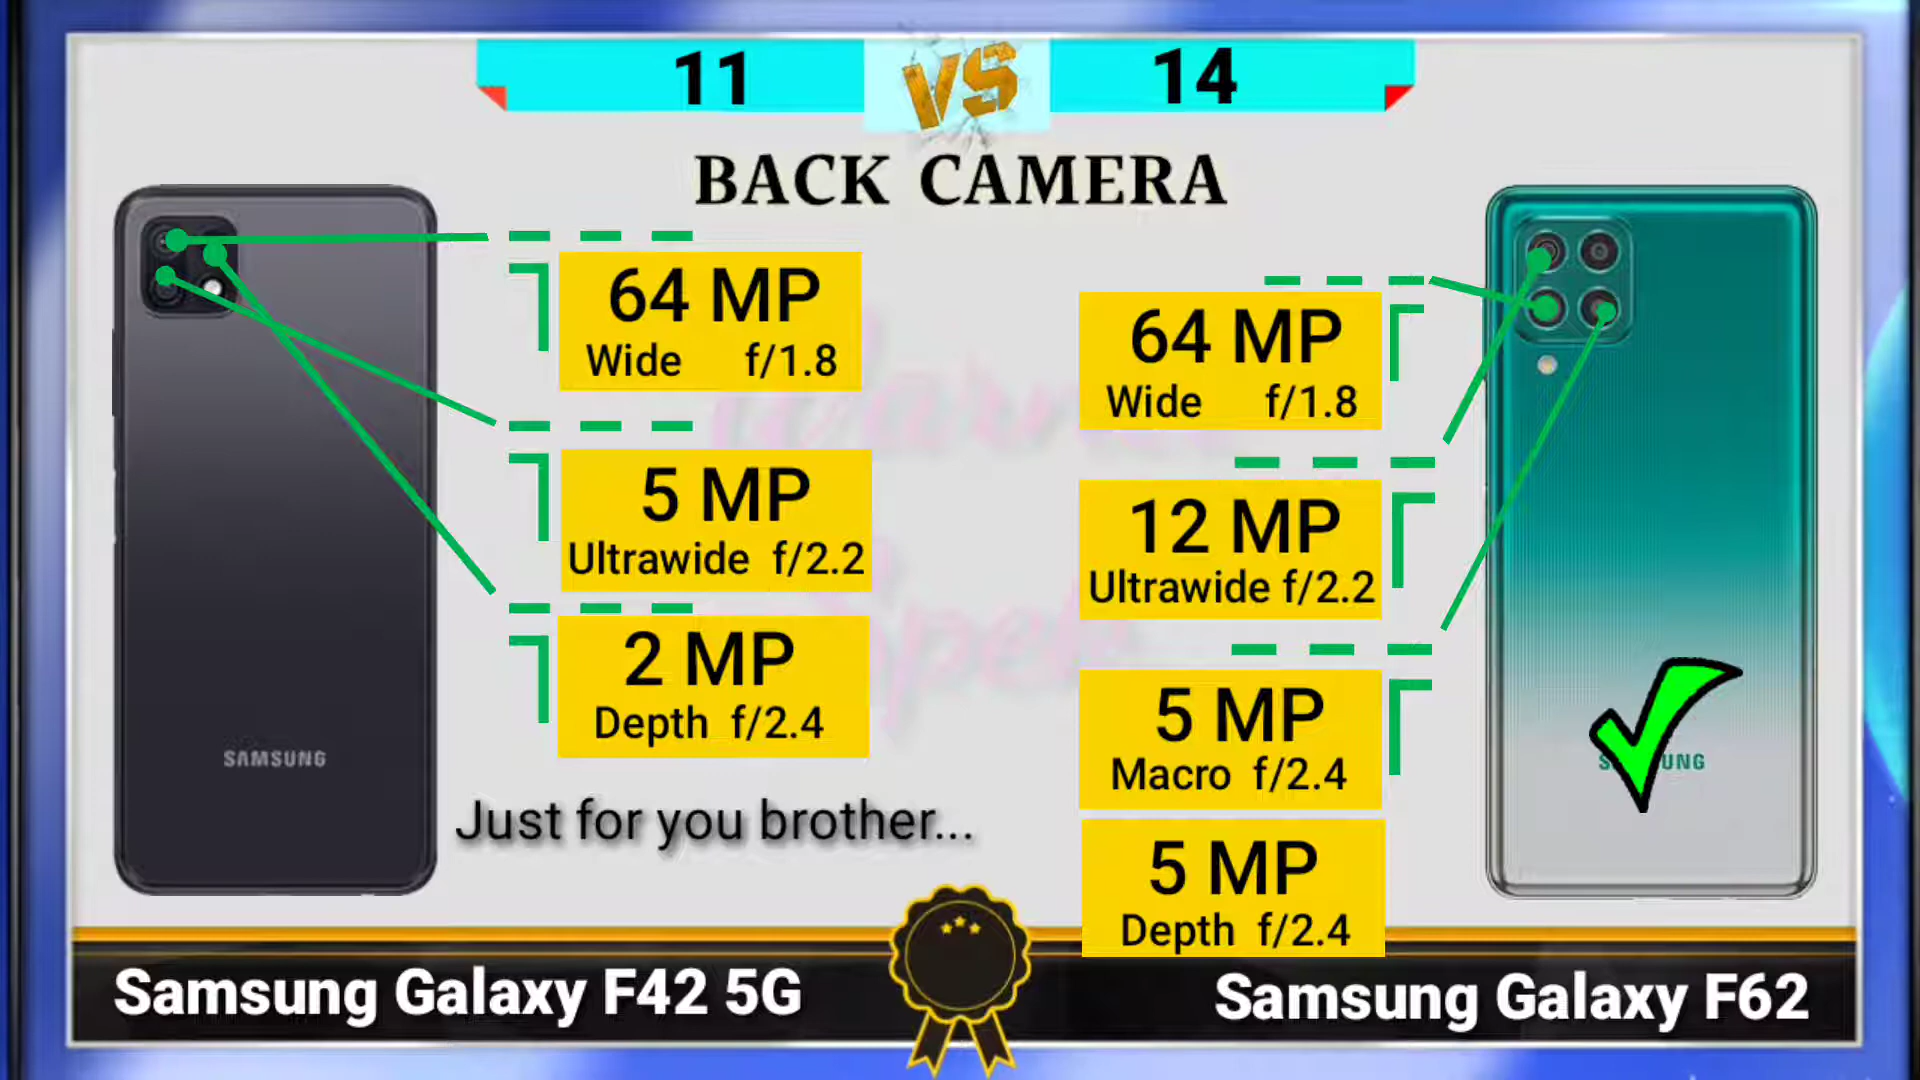 11 VS 14
BACK CAMERA
64 MP
Wide f/1.8
5 MP
Ultrawide f/2.2
2 MP
Depth f/2.4
SAMSUNG
Just for you brother...
64 MP
Wide f/1.8
12 MP
Ultrawide f/2.2
5 MP
Macro f/2.4
5 MP
Depth f/2.4
Samsung Galaxy F42 5G
Samsung Galaxy F62